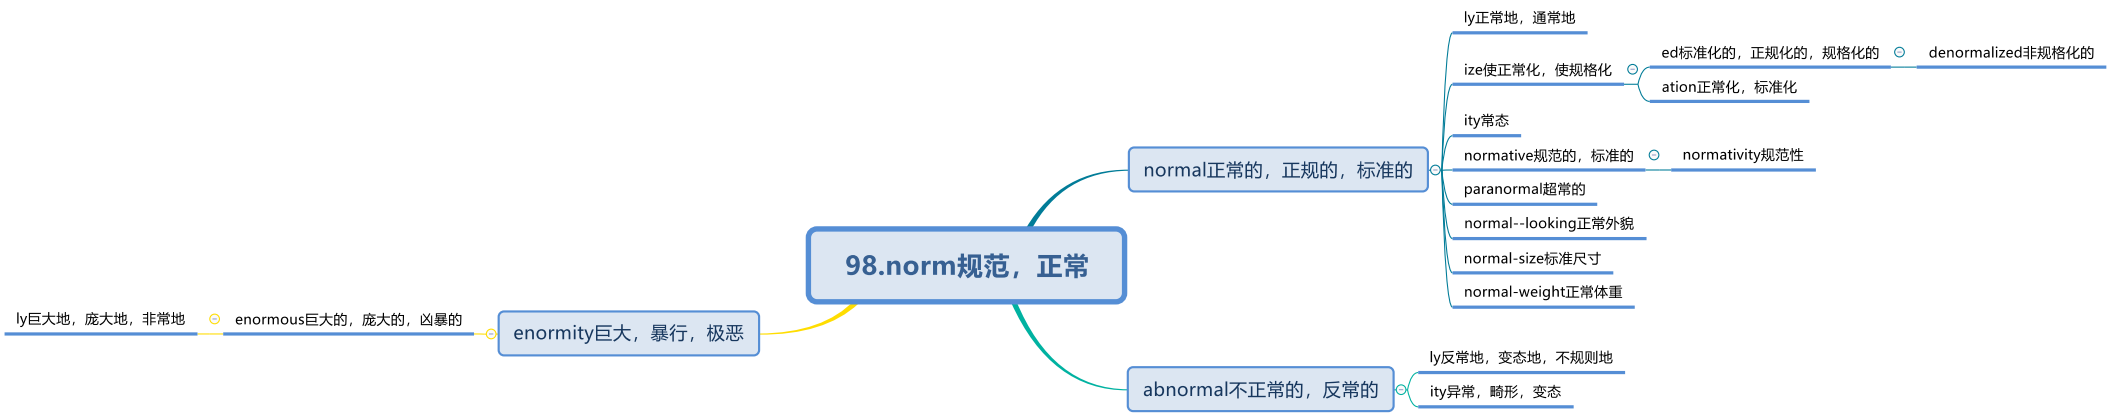 98.norm规范，正常
normal正常的，正规的，标准的
ly正常地，通常地
ize使正常化，使规格化
ed标准化的，正规化的，规格化的
denormalized非规格化的
ation正常化，标准化
ity常态
normative规范的，标准的
normativity规范性
paranormal超常的
normal--looking正常外貌
normal-size标准尺寸
normal-weight正常体重
abnormal不正常的，反常的
ly反常地，变态地，不规则地
ity异常，畸形，变态
enormity巨大，暴行，极恶
enormous巨大的，庞大的，凶暴的
ly巨大地，庞大地，非常地